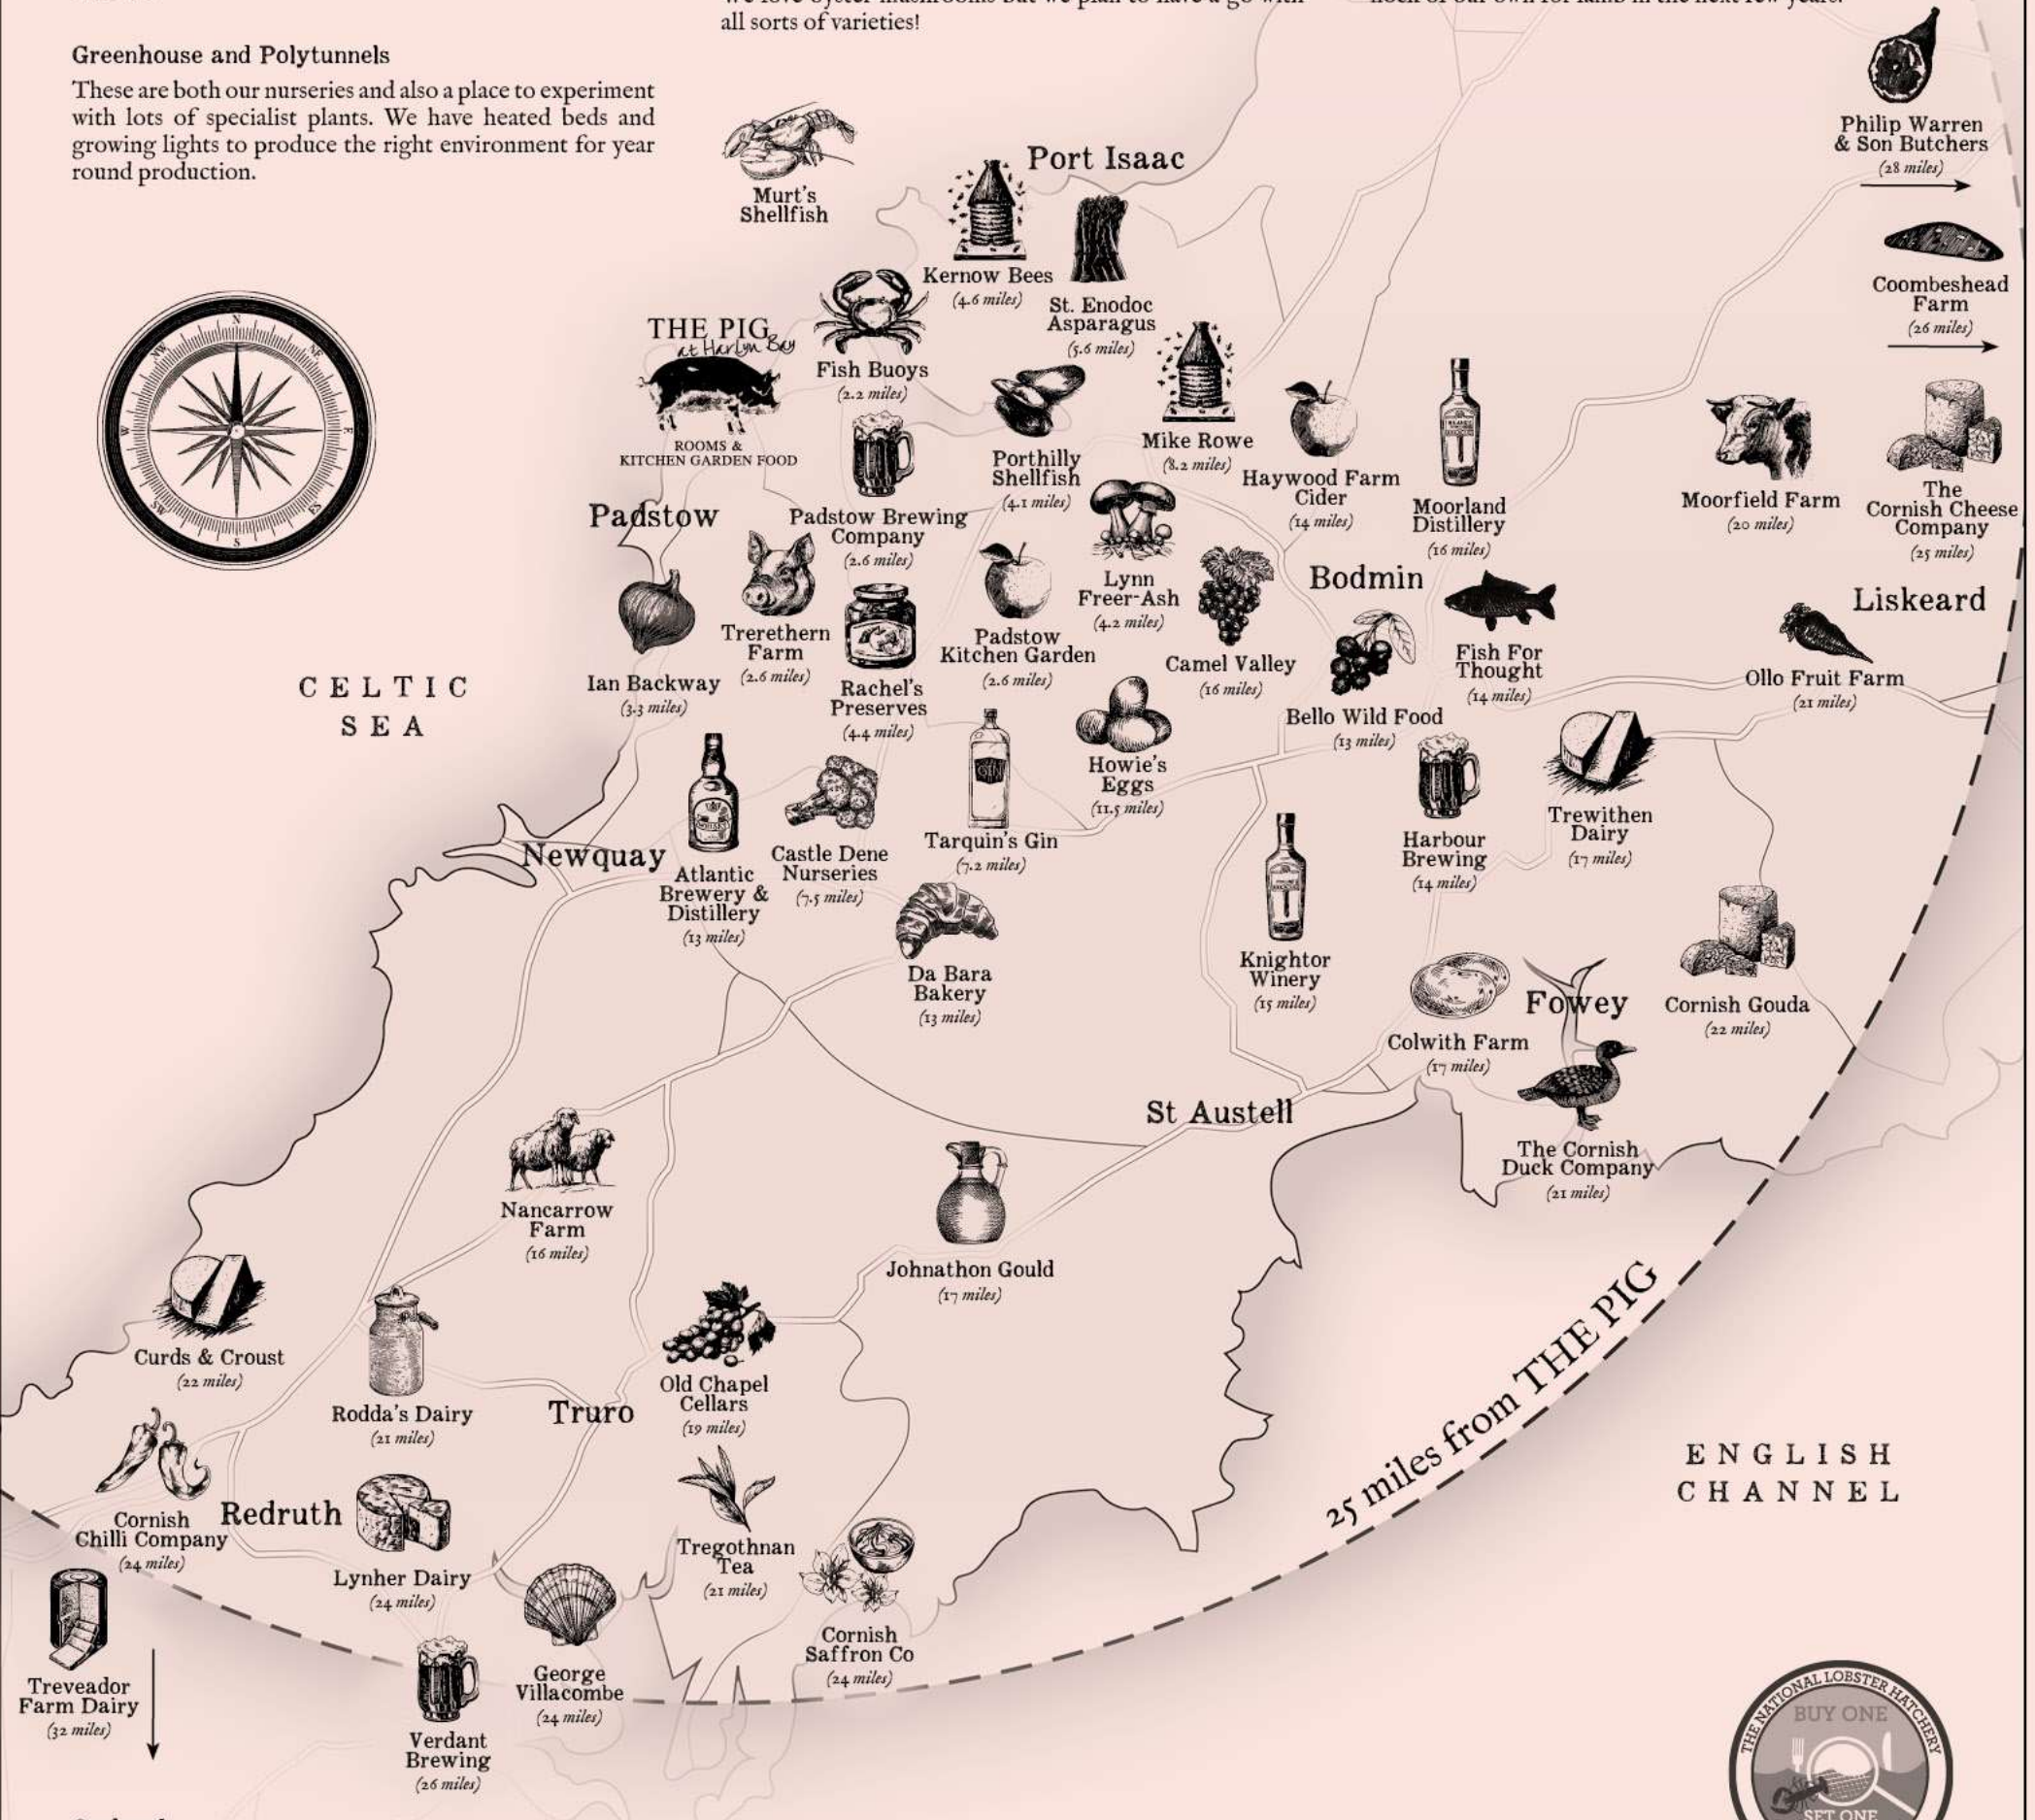 all sorts of varieties!
Greenhouse and Polytunnels
These are both our nurseries and also a place to experiment
with lots of specialist plants. We have heated beds and
growing lights to produce the right environment for year
round production.
Philip Warren
& Son Butchers
(28 miles)
Murt's
Shellfish
Port Isaac
Kernow Bees
(4.6 miles)
St. Enodoc
Asparagus
(5.6 miles)
Coombeshead
Farm
(26 miles)
N
NE
E
SE
S
SW
W
NW
THE PIG
at Harlyn Bay
ROOMS &
KITCHEN GARDEN FOOD
Fish Buoys
(2.2 miles)
Porthilly
Shellfish
(4.1 miles)
Mike Rowe
(8.2 miles)
Haywood Farm
Cider
(14 miles)
Moorland
Distillery
(16 miles)
Moorfield Farm
(20 miles)
The
Cornish Cheese
Company
(25 miles)
Padstow
Padstow Brewing
Company
(2.6 miles)
Lynn
Freer-Ash
(4.2 miles)
Bodmin
Liskeard
Trerethern
Farm
(2.6 miles)
Padstow
Kitchen Garden
(2.6 miles)
Camel Valley
(16 miles)
Fish For
Thought
(14 miles)
Ollo Fruit Farm
(21 miles)
CELTIC
SEA
Ian Backway
(3.3 miles)
Rachel's
Preserves
(4.4 miles)
Bello Wild Food
(13 miles)
Howie's
Eggs
(11.5 miles)
GIN
Tarquin's Gin
(7.2 miles)
Harbour
Brewing
(14 miles)
Trewithen
Dairy
(17 miles)
Newquay
WHISKY
Atlantic
Brewery &
Distillery
(13 miles)
Castle Dene
Nurseries
(7.5 miles)
Da Bara
Bakery
(13 miles)
Knightor
Winery
(15 miles)
Colwith Farm
(17 miles)
Fowey
Cornish Gouda
(22 miles)
St Austell
The Cornish
Duck Company
(21 miles)
Nancarrow
Farm
(16 miles)
Johnathon Gould
(17 miles)
Curds & Croust
(22 miles)
Rodda's Dairy
(21 miles)
Truro
Old Chapel
Cellars
(19 miles)
25 miles from THE PIG
ENGLISH
CHANNEL
Cornish
Chilli Company
(24 miles)
Redruth
Lynher Dairy
(24 miles)
Tregothnan
Tea
(21 miles)
Cornish
Saffron Co
(24 miles)
Treveador
Farm Dairy
(32 miles)
George
Villacombe
(24 miles)
Verdant
Brewing
(26 miles)
THE NATIONAL LOBSTER HATCHERY
BUY ONE
SET ONE